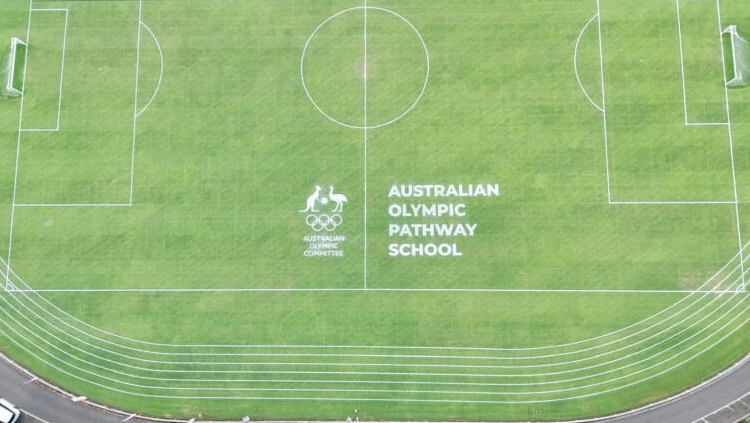 AUSTRALIAN
OLYMPIC
COMMITTEE
AUSTRALIAN
OLYMPIC
PATHWAY
SCHOOL